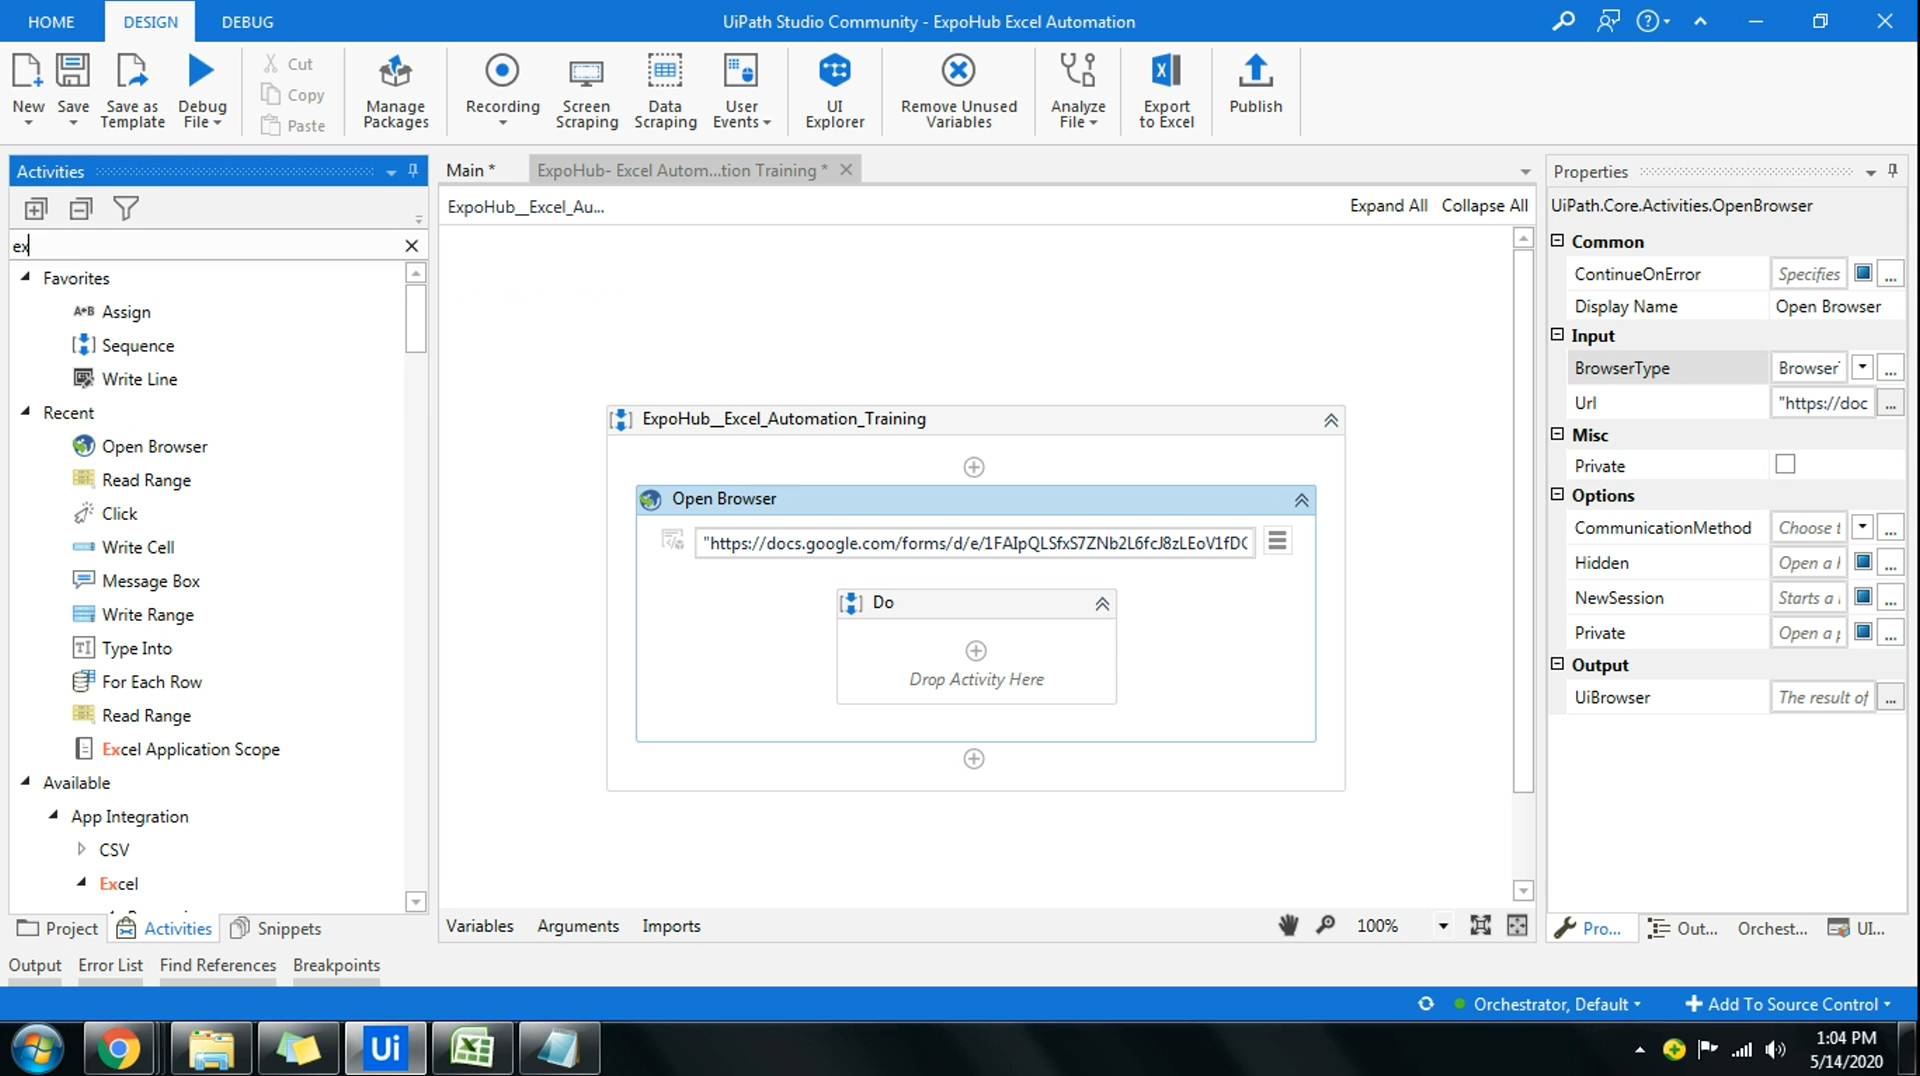 HOME DESIGN DEBUG UiPath Studio Community - ExpoHub Excel Automation
New Save Save as Template Debug File Cut Copy Paste Manage Packages Recording Screen Scraping Data Scraping User Events UI Explorer Remove Unused Variables Analyze File Export to Excel Publish
Activities
ex
Favorites
Assign
Sequence
Write Line
Recent
Open Browser
Read Range
Click
Write Cell
Message Box
Write Range
Type Into
For Each Row
Read Range
Excel Application Scope
Available
App Integration
CSV
Excel
Project Activities Snippets
Main * ExpoHub- Excel Autom...tion Training *
ExpoHub__Excel_Au... Expand All Collapse All
ExpoHub__Excel_Automation_Training
Open Browser
"https://docs.google.com/forms/d/e/1FAIpQLSfxS7ZNb2L6fcJ8zLEoV1fD
Do
Drop Activity Here
Variables Arguments Imports 100%
Properties
UiPath.Core.Activities.OpenBrowser
Common
ContinueOnError Specifies ...
Display Name Open Browser
Input
BrowserType Browser ...
Url "https://doc ...
Misc
Private
Options
CommunicationMethod Choose t ...
Hidden Open a ...
NewSession Starts a ...
Private Open a p ...
Output
UiBrowser The result of ...
Pro... Out... Orchest... UI...
Output Error List Find References Breakpoints
Orchestrator, Default Add To Source Control
Ui
1:04 PM
5/14/2020